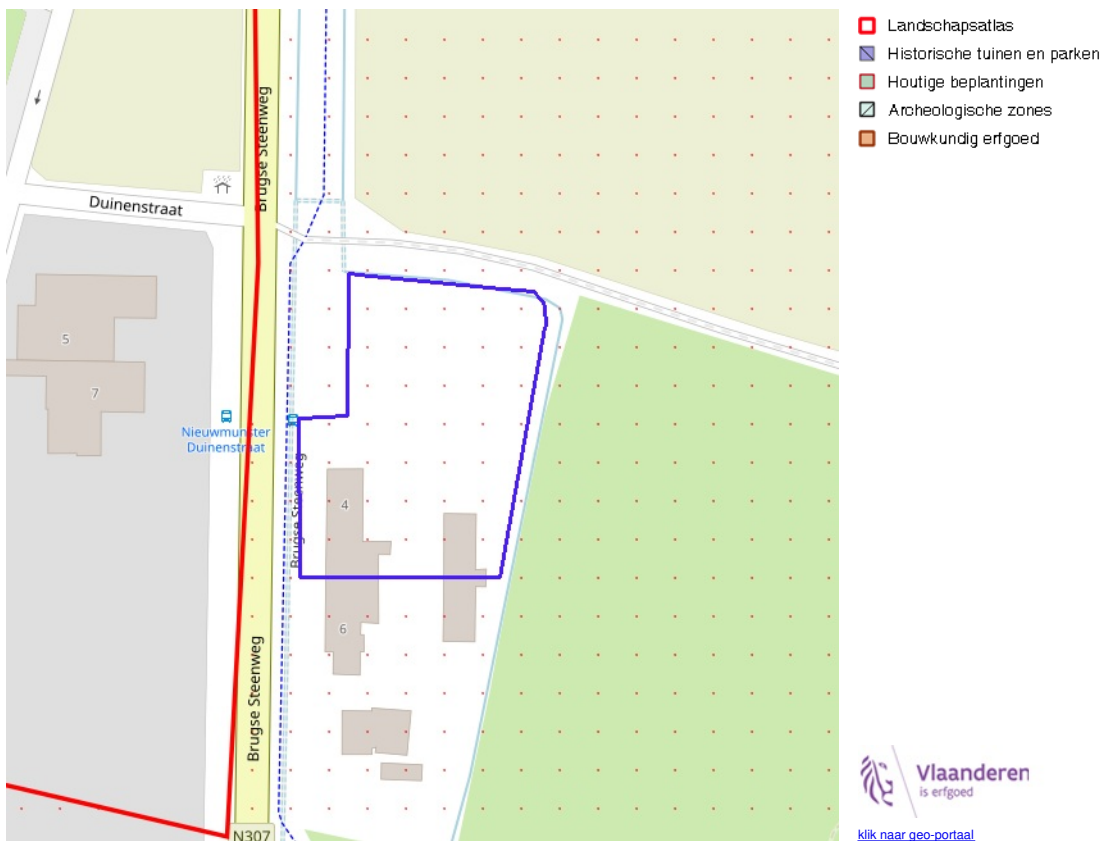 Landschapsatlas
Historische tuinen en parken
Houtige beplantingen
Archeologische zones
Bouwkundig erfgoed
Brugse Steenweg
Duinenstraat
5
7
Nieuwmunster
Duinenstraat
Brugse Steenweg
4
6
Brugse Steenweg
N307
Vlaanderen
is erfgoed
klik naar geo-portaal